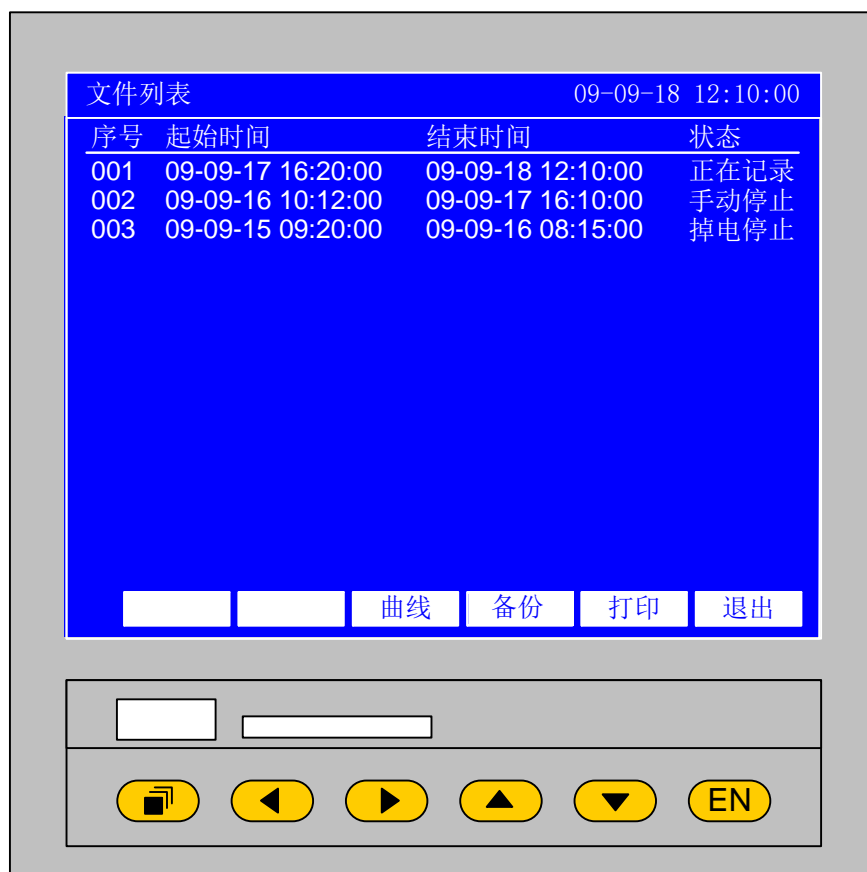 文件列表 09-09-18 12:10:00
序号 起始时间 结束时间 状态
001 09-09-17 16:20:00 09-09-18 12:10:00 正在记录
002 09-09-16 10:12:00 09-09-17 16:10:00 手动停止
003 09-09-15 09:20:00 09-09-16 08:15:00 掉电停止
曲线 备份 打印 退出
EN